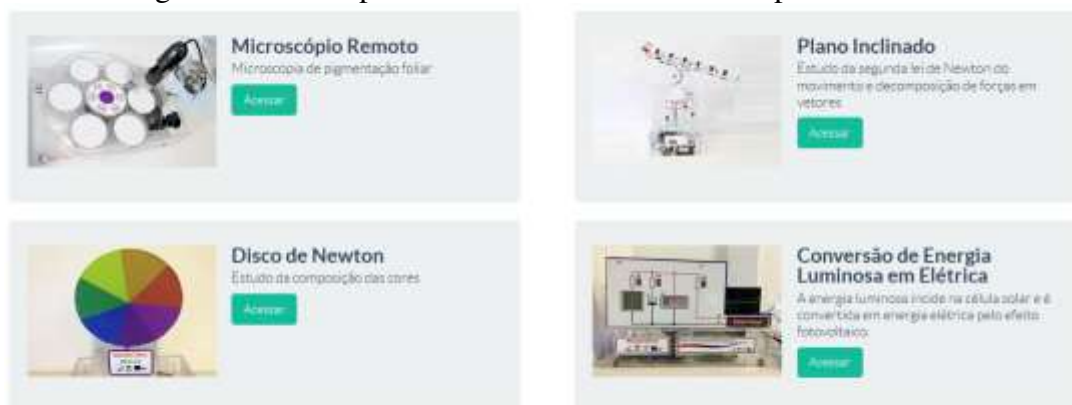 Microscópio Remoto
Microscopia de pigmentação foliar
Acessar
Plano Inclinado
Estudo da segunda lei de Newton do
movimento e decomposição de forças em
vetores
Acessar
Disco de Newton
Estudo da composição das cores
Acessar
Conversão de Energia
Luminosa em Elétrica
A energia luminosa incide na célula solar e é
convertida em energia elétrica pelo efeito
fotovoltaico.
Acessar